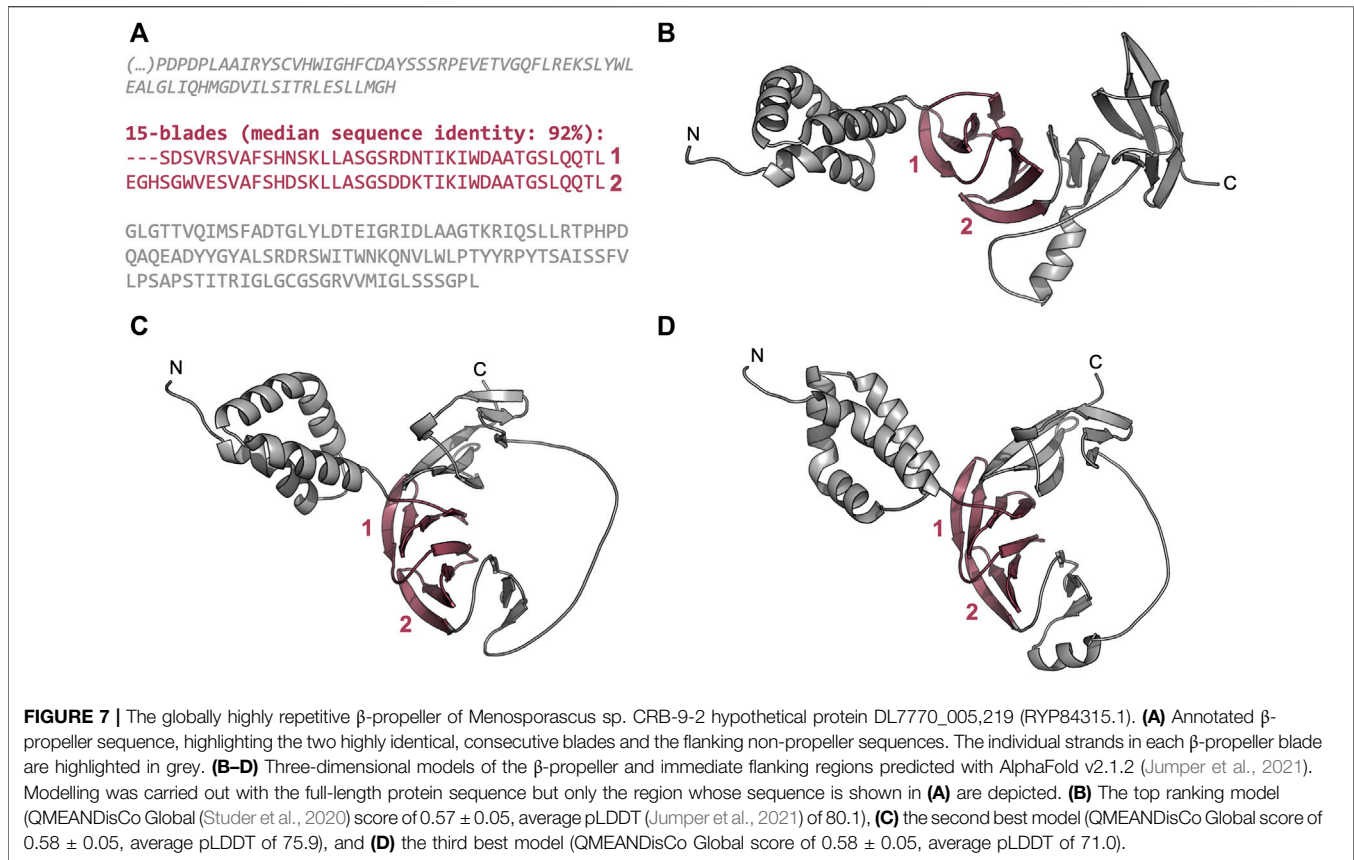 A
(...)PDPDPLAAIRYSCVHWIGHFCDAYSSSRPEVETVGQFLREKSLYWL
EALGLIQHMGDVILSITRLESLLMGH
15-blades (median sequence identity: 92%):
---SDSVRSVAFSHNSKLLASGSRDNTIKIWDAATGSLQQTL 1
EGHSGWVESVAFSHDSKLLASGSDDKTIKIWDAATGSLQQTL 2
GLGTTVQIMSFADTGLYLDTEIGRIDLAAGTKRIQSLLRTPHPD
QAQEADYYGYALSRDRSWITWNKQNVLWLPTYYRPYTSAISSFV
LPSAPSTITRIGLGCGSGRVVMIGLSSSGPL
B
N
1
2
C
C
N
C
1
2
D
N
C
1
2
FIGURE 7 | The globally highly repetitive β-propeller of Menosporascus sp. CRB-9-2 hypothetical protein DL7770_005,219 (RYP84315.1). (A) Annotated β-
propeller sequence, highlighting the two highly identical, consecutive blades and the flanking non-propeller sequences. The individual strands in each β-propeller blade
are highlighted in grey. (B–D) Three-dimensional models of the β-propeller and immediate flanking regions predicted with AlphaFold v2.1.2 (Jumper et al., 2021).
Modelling was carried out with the full-length protein sequence but only the region whose sequence is shown in (A) are depicted. (B) The top ranking model
(QMEANDisCo Global (Studer et al., 2020) score of 0.57 ± 0.05, average pLDDT (Jumper et al., 2021) of 80.1), (C) the second best model (QMEANDisCo Global score of
0.58 ± 0.05, average pLDDT of 75.9), and (D) the third best model (QMEANDisCo Global score of 0.58 ± 0.05, average pLDDT of 71.0).